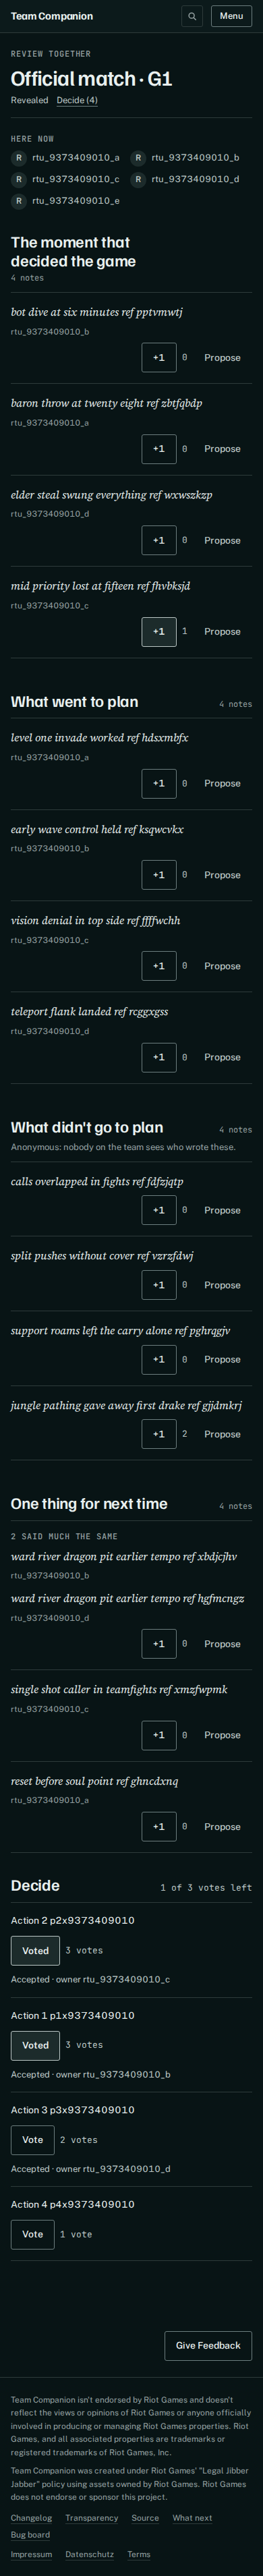 Team Companion
Menu
REVIEW TOGETHER
Official match · G1
Revealed Decide (4)
HERE NOW
R rtu_9373409010_a R rtu_9373409010_b
R rtu_9373409010_c R rtu_9373409010_d
R rtu_9373409010_e
The moment that
decided the game
4 notes
bot dive at six minutes ref pptvmwtj
rtu_9373409010_b
+1 0 Propose
baron throw at twenty eight ref zbtfqbdp
rtu_9373409010_a
+1 0 Propose
elder steal swung everything ref wxwszkzp
rtu_9373409010_d
+1 0 Propose
mid priority lost at fifteen ref fhvbksjd
rtu_9373409010_c
+1 1 Propose
What went to plan 4 notes
level one invade worked ref hdsxmbfx
rtu_9373409010_a
+1 0 Propose
early wave control held ref ksqwcvkx
rtu_9373409010_b
+1 0 Propose
vision denial in top side ref ffffwchh
rtu_9373409010_c
+1 0 Propose
teleport flank landed ref rcggxgss
rtu_9373409010_d
+1 0 Propose
What didn't go to plan 4 notes
Anonymous: nobody on the team sees who wrote these.
calls overlapped in fights ref fdfzjqtp
+1 0 Propose
split pushes without cover ref vzrzfdwj
+1 0 Propose
support roams left the carry alone ref pghrqgjv
+1 0 Propose
jungle pathing gave away first drake ref gjjdmkrj
+1 2 Propose
One thing for next time 4 notes
2 SAID MUCH THE SAME
ward river dragon pit earlier tempo ref xbdjcjhv
rtu_9373409010_b
ward river dragon pit earlier tempo ref hgfmcngz
rtu_9373409010_d
+1 0 Propose
single shot caller in teamfights ref xmzfwpmk
rtu_9373409010_c
+1 0 Propose
reset before soul point ref ghncdxnq
rtu_9373409010_a
+1 0 Propose
Decide 1 of 3 votes left
Action 2 p2x9373409010
Voted 3 votes
Accepted · owner rtu_9373409010_c
Action 1 p1x9373409010
Voted 3 votes
Accepted · owner rtu_9373409010_b
Action 3 p3x9373409010
Vote 2 votes
Accepted · owner rtu_9373409010_d
Action 4 p4x9373409010
Vote 1 vote
Give Feedback
Team Companion isn't endorsed by Riot Games and doesn't
reflect the views or opinions of Riot Games or anyone officially
involved in producing or managing Riot Games properties. Riot
Games, and all associated properties are trademarks or
registered trademarks of Riot Games, Inc.
Team Companion was created under Riot Games' "Legal Jibber
Jabber" policy using assets owned by Riot Games. Riot Games
does not endorse or sponsor this project.
Changelog Transparency Source What next
Bug board
Impressum Datenschutz Terms